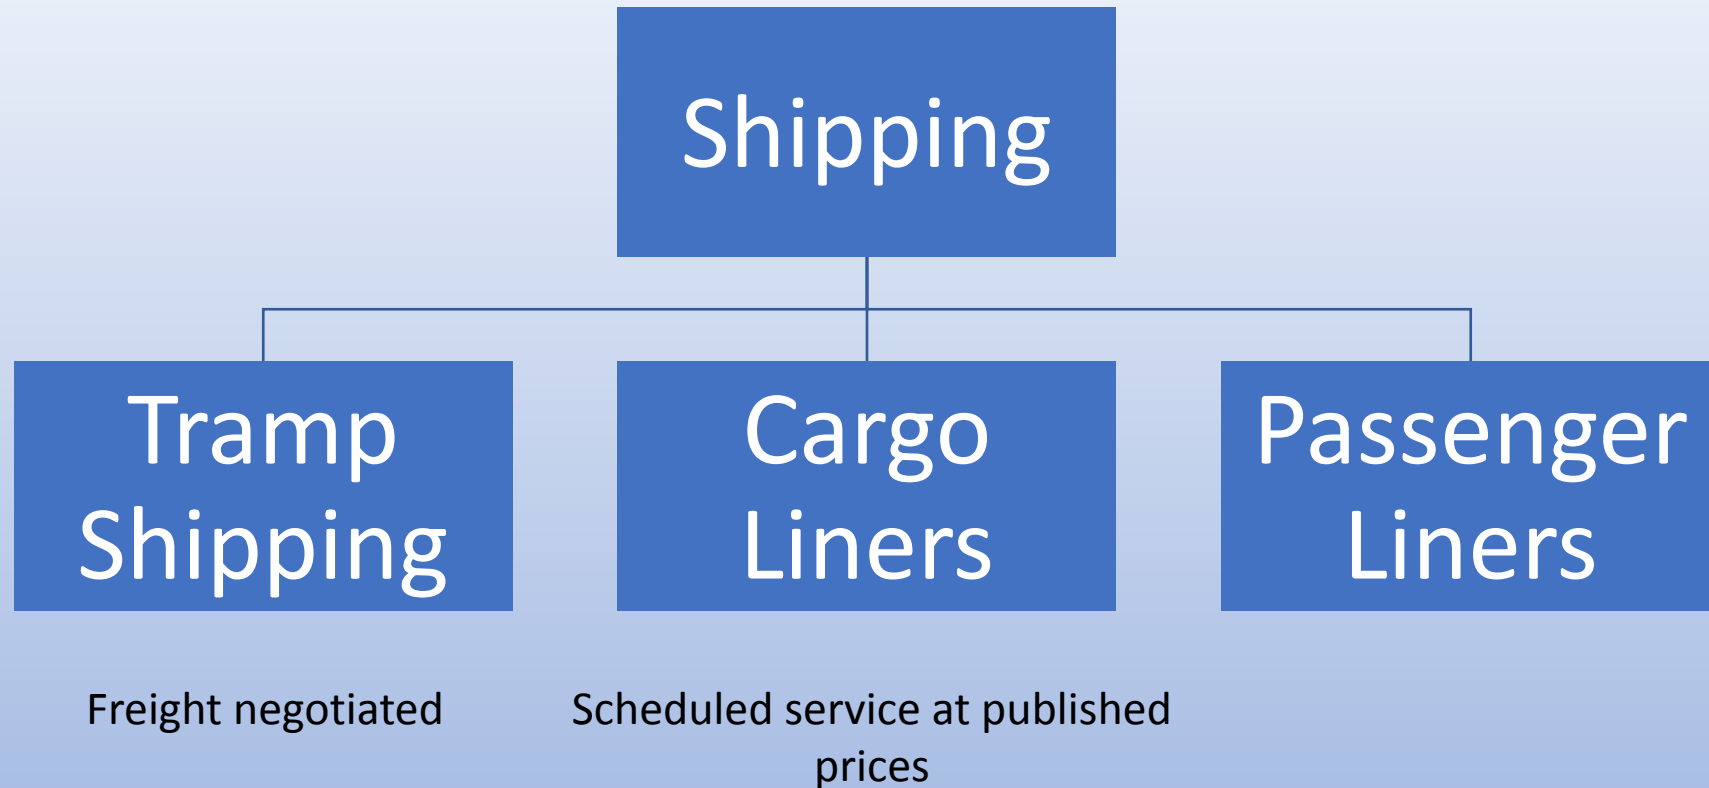 Shipping
Tramp
Shipping
Cargo
Liners
Passenger
Liners
Freight negotiated
Scheduled service at published
prices